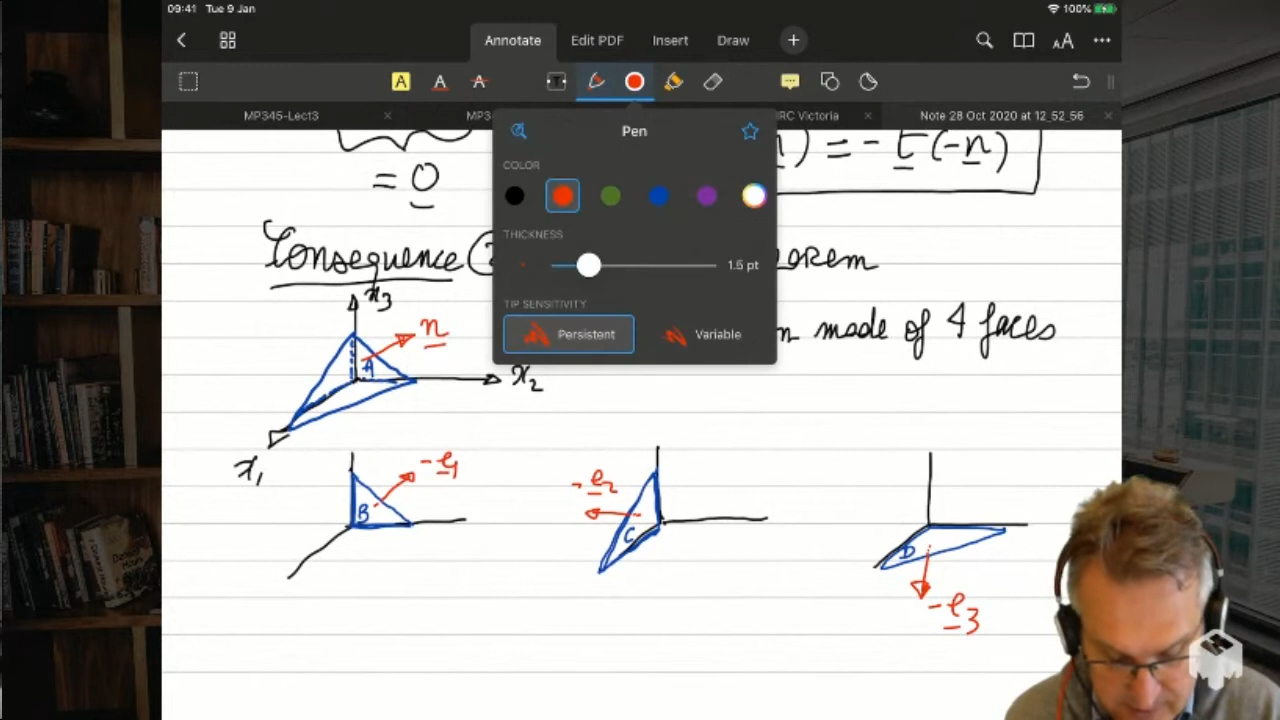 09:41 Tue 9 Jan
100%
Annotate Edit PDF Insert Draw
MP345-Lect3 MP3 RC Victoria Note 28 Oct 2020 at 12_52_56
Pen
COLOR
THICKNESS
1.5 pt
TIP SENSITIVITY
Persistent Variable
) = - t (-n)
= 0
Consequence orem
n made of 4 faces
x3
n
A
x2
x1
-e1
B
-e2
C
D
-e3